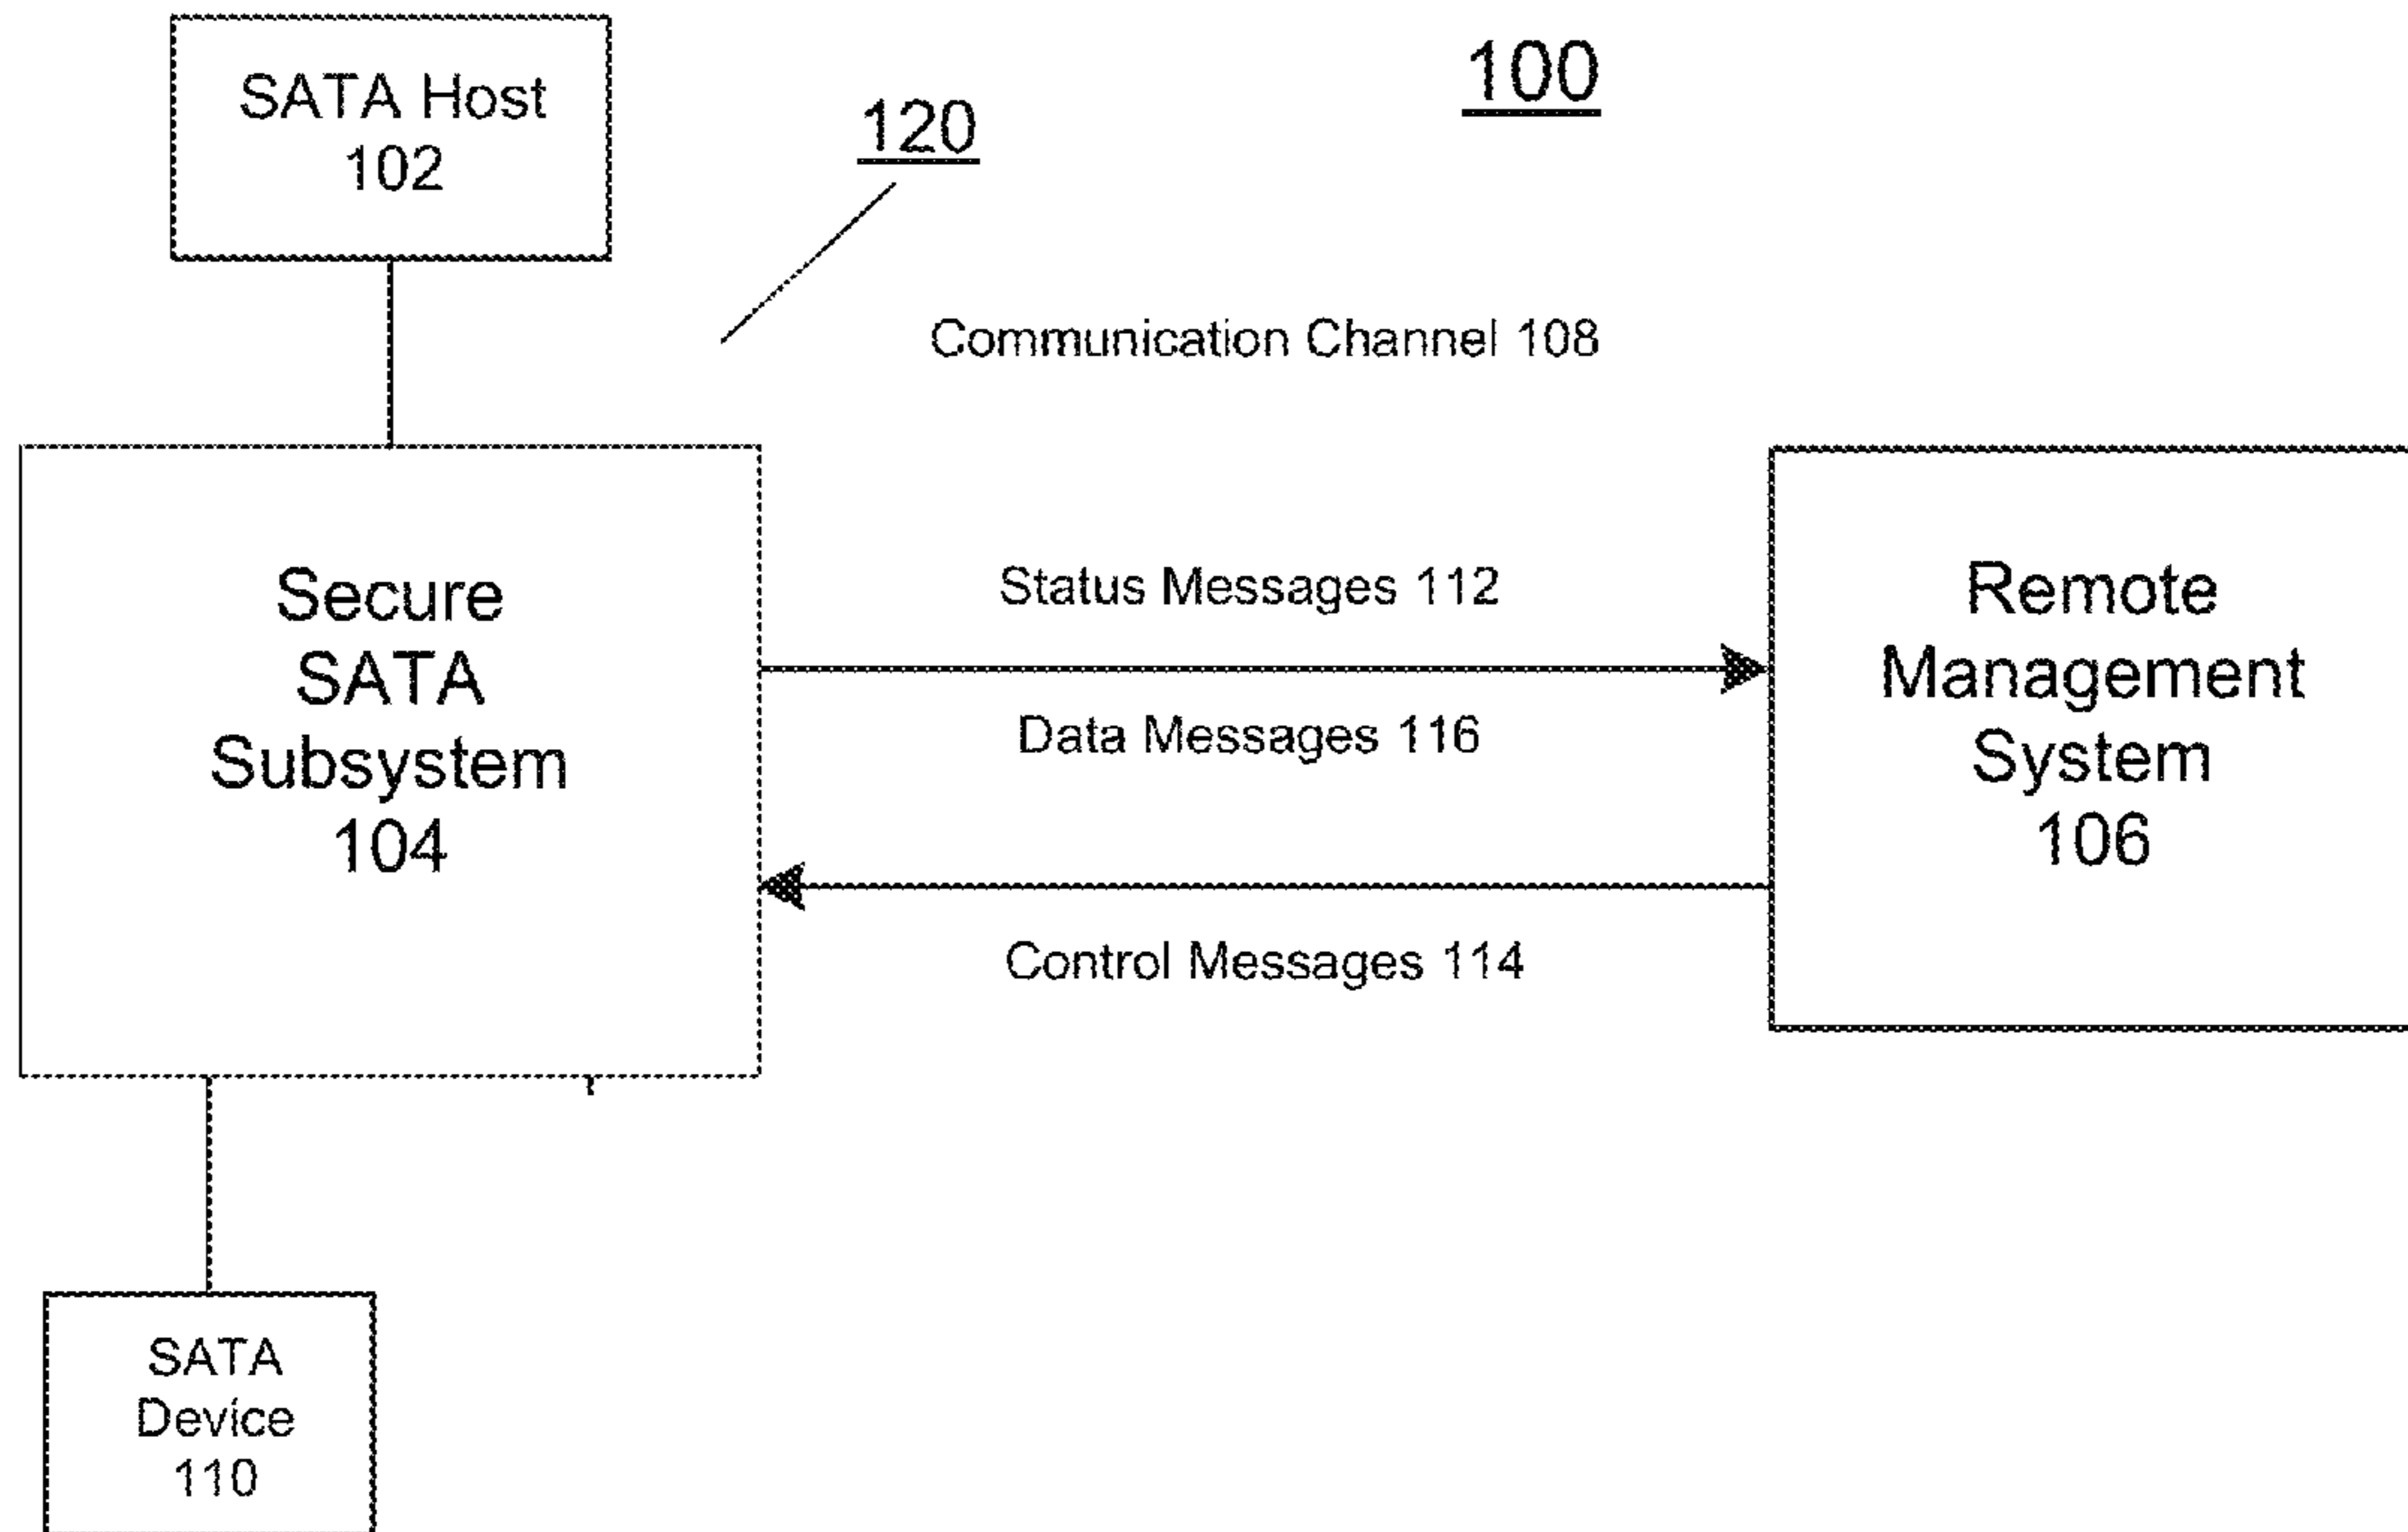 100
SATA Host
102
120
Communication Channel 108
Secure
SATA
Subsystem
104
Status Messages 112
Data Messages 116
Control Messages 114
Remote
Management
System
106
SATA
Device
110